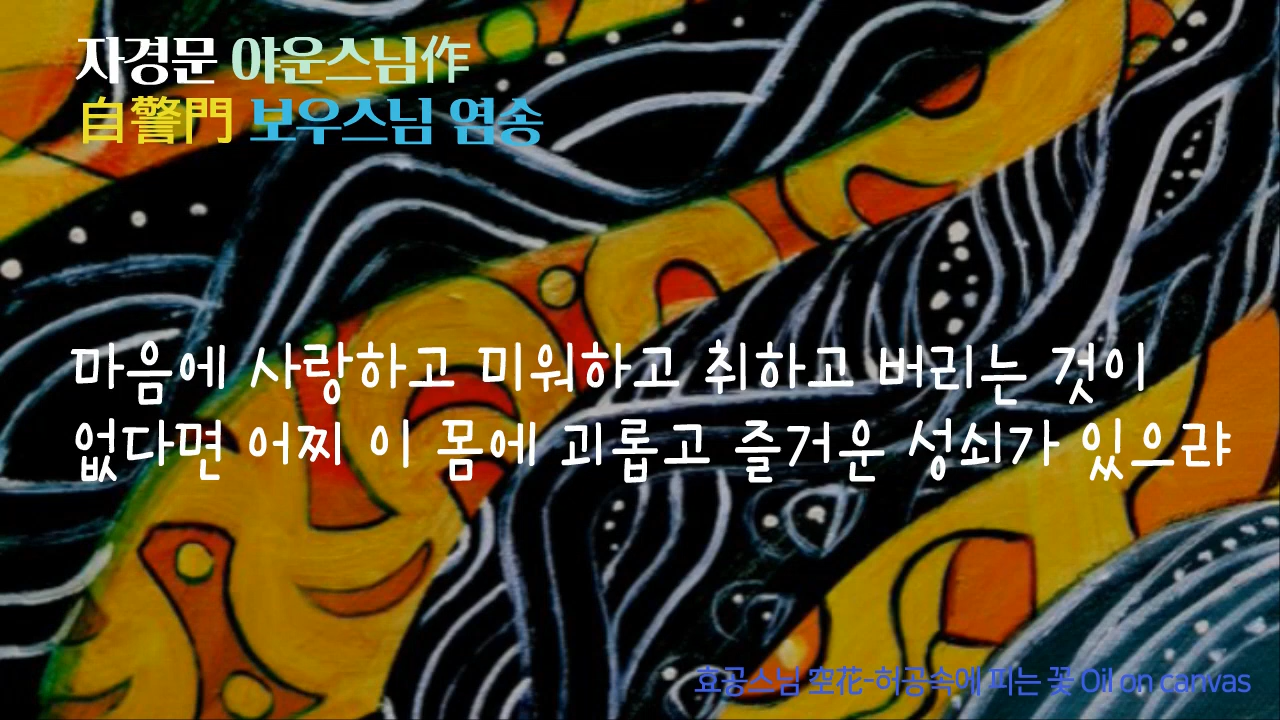 자경문 야운스님作
自警門 보우스님 염송
마음에 사랑하고 미워하고 취하고 버리는 것이
없다면 어찌 이 몸에 괴롭고 즐거운 성쇠가 있으랴
효공스님 空花-허공속에 피는 꽃 Oil on canvas